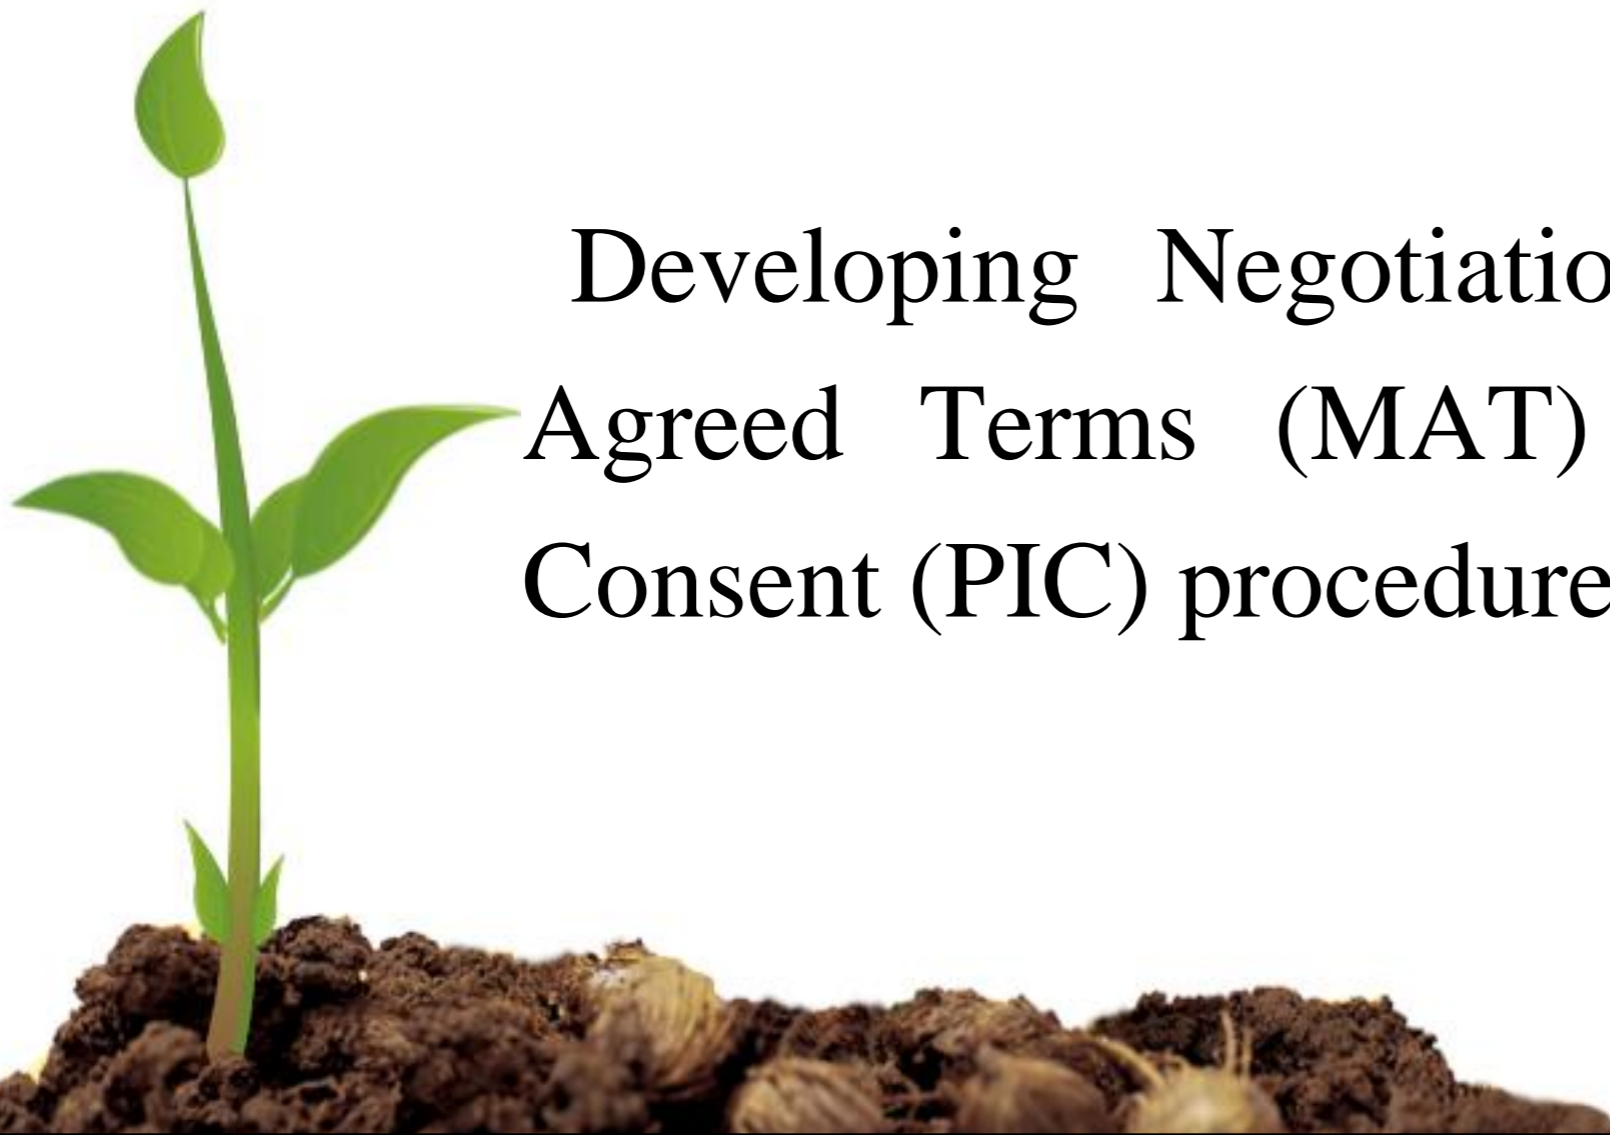 Developing Negotiatio
Agreed Terms (MAT)
Consent (PIC) procedure